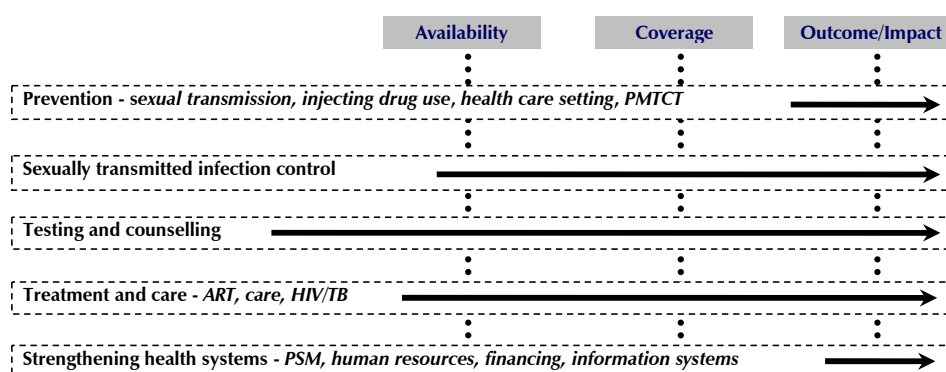 Availability Coverage Outcome/Impact
Prevention - sexual transmission, injecting drug use, health care setting, PMTCT
Sexually transmitted infection control
Testing and counselling
Treatment and care - ART, care, HIV/TB
Strengthening health systems - PSM, human resources, financing, information systems